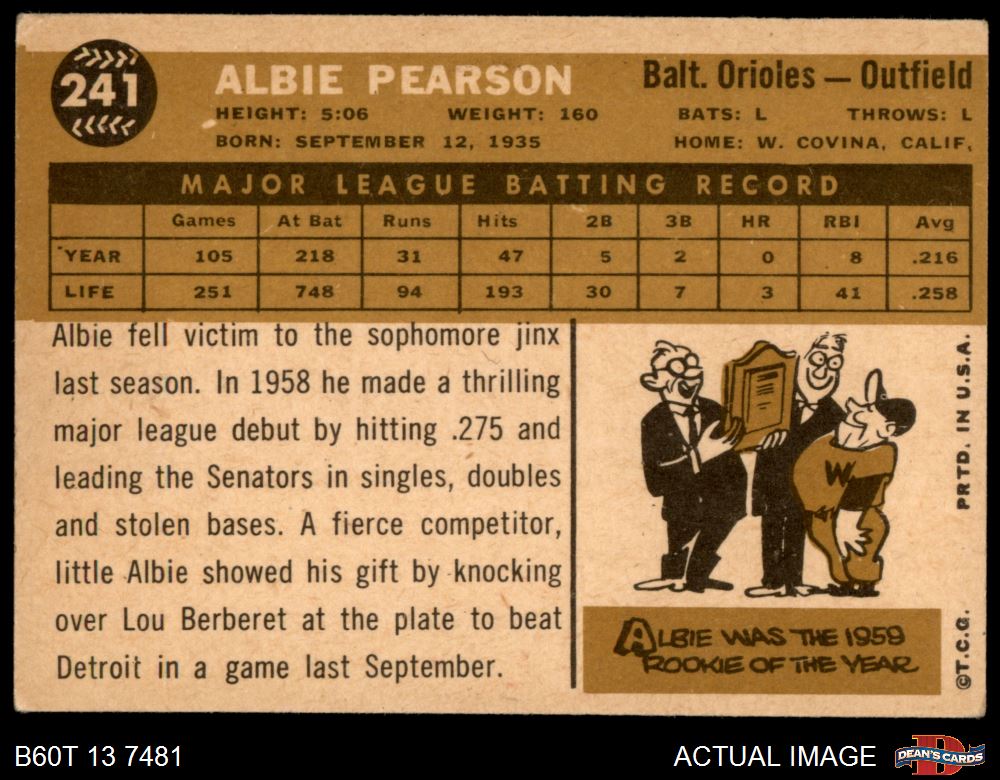 241
ALBIE PEARSON
Balt. Orioles — Outfield
HEIGHT: 5:06 WEIGHT: 160 BATS: L THROWS: L
BORN: SEPTEMBER 12, 1935 HOME: W. COVINA, CALIF.
MAJOR LEAGUE BATTING RECORD
Games At Bat Runs Hits 2B 3B HR RBI Avg
YEAR 105 218 31 47 5 2 0 8 .216
LIFE 251 748 94 193 30 7 3 41 .258
Albie fell victim to the sophomore jinx
last season. In 1958 he made a thrilling
major league debut by hitting .275 and
leading the Senators in singles, doubles
and stolen bases. A fierce competitor,
little Albie showed his gift by knocking
over Lou Berberet at the plate to beat
Detroit in a game last September.
W
ALBIE WAS THE 1959
ROOKIE OF THE YEAR
©T.C.G. PRTD. IN U.S.A.
B60T 13 7481
ACTUAL IMAGE
D
DEAN'S CARDS